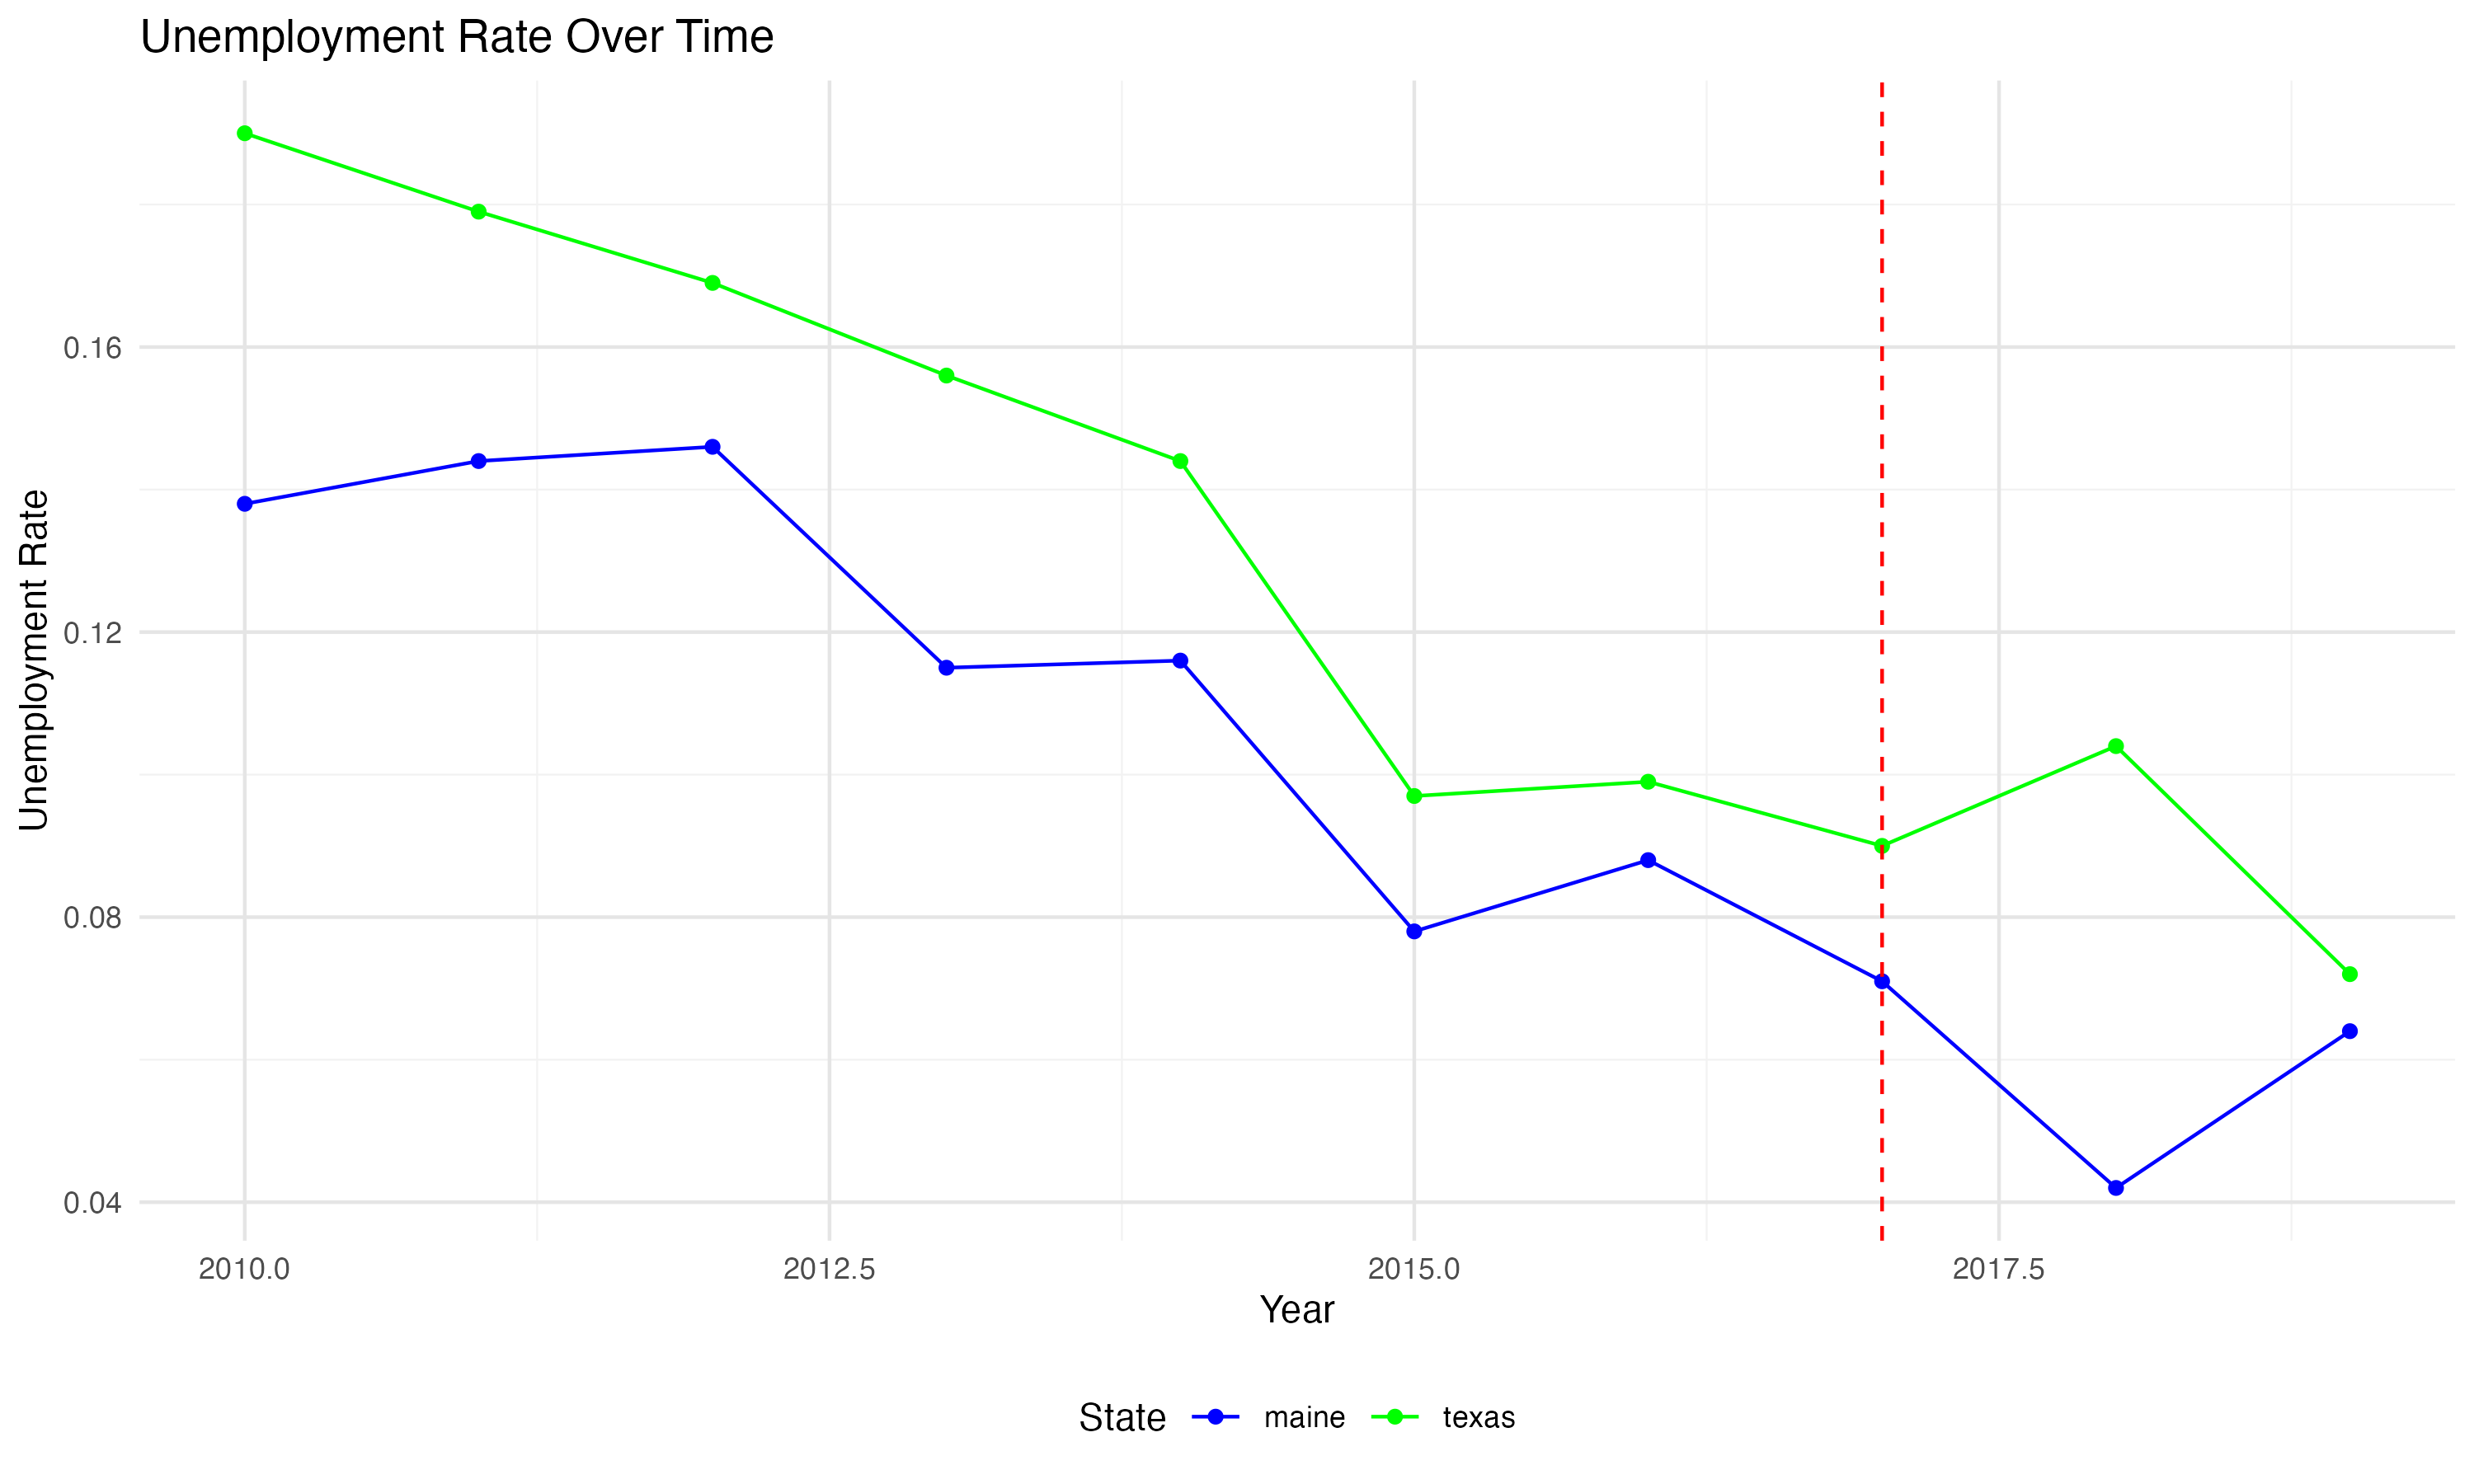 Unemployment Rate Over Time
Unemployment Rate
0.16
0.12
0.08
0.04
2010.0 2012.5 2015.0 2017.5
Year
State maine texas